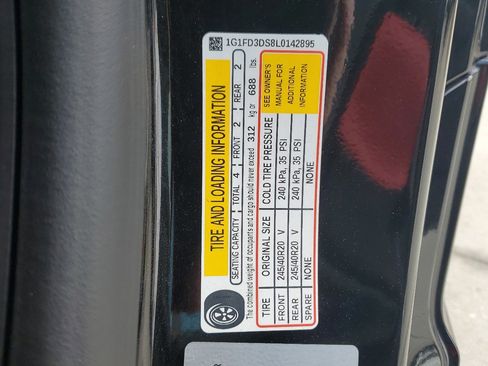 1G1FD3DS8L0142895
TIRE AND LOADING INFORMATION
SEATING CAPACITY TOTAL 4 FRONT 2 REAR 2
The combined weight of occupants and cargo should never exceed 312 kg or 688 lbs.
TIRE ORIGINAL SIZE COLD TIRE PRESSURE
FRONT 245/40R20 V 240 kPa, 35 PSI
REAR 245/40R20 V 240 kPa, 35 PSI
SPARE NONE NONE
SEE OWNER'S
MANUAL FOR
ADDITIONAL
INFORMATION